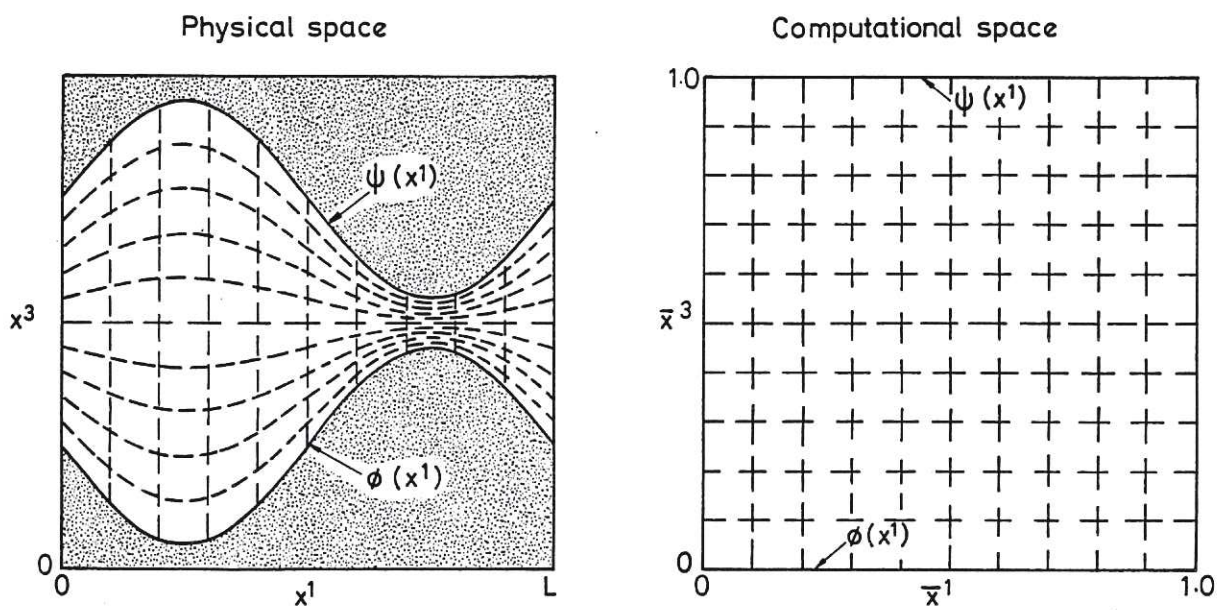 Physical space
ψ(x¹)
x³
φ(x¹)
0
0
x¹
L
Computational space
1.0
ψ(x¹)
x̄³
φ(x¹)
0
0
x̄¹
1.0